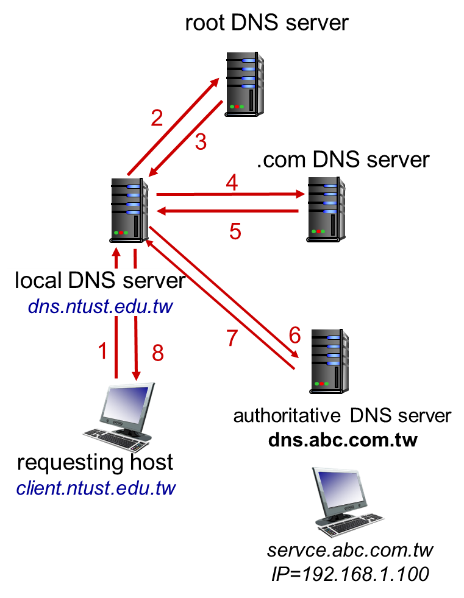 root DNS server
2
3
.com DNS server
4
5
local DNS server
dns.ntust.edu.tw
6
7
1
8
authoritative DNS server
dns.abc.com.tw
requesting host
client.ntust.edu.tw
servce.abc.com.tw
IP=192.168.1.100